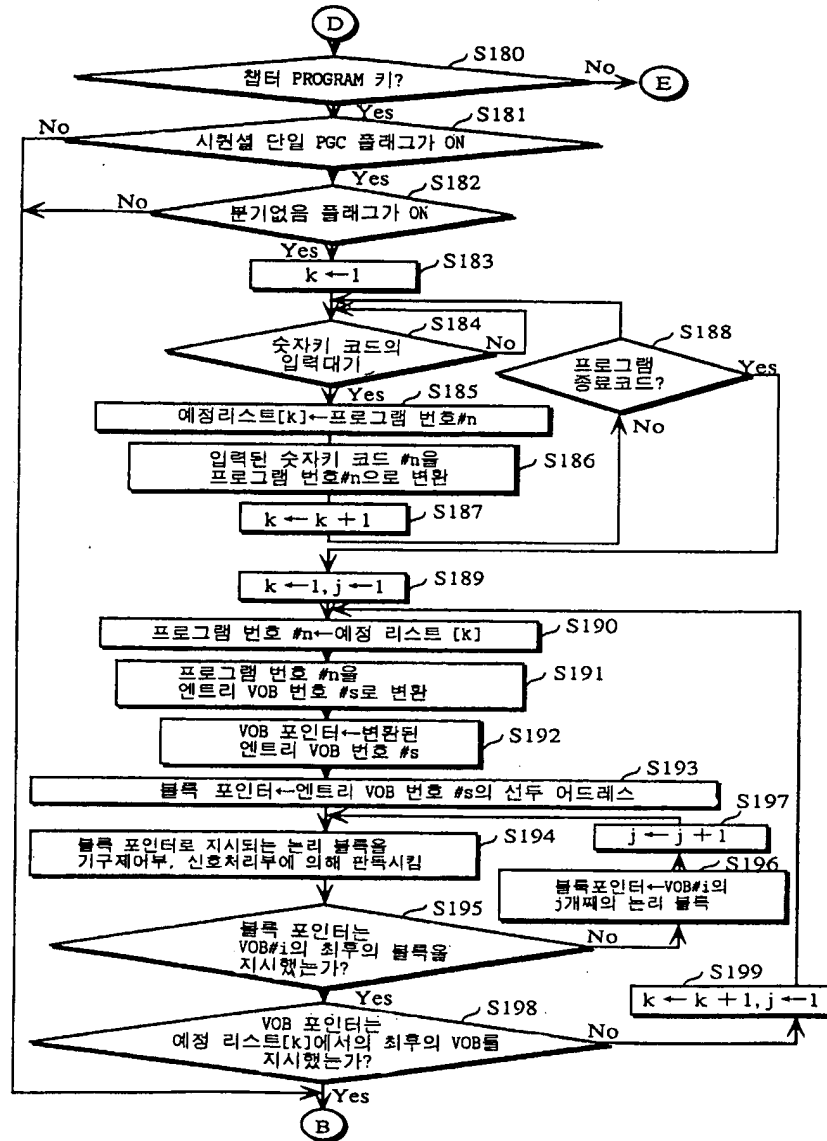 D
S180
챕터 PROGRAM 키?
No
E
Yes
S181
No
시퀀셜 단일 PGC 플래그가 ON
Yes
S182
No
분기없음 플래그가 ON
Yes
S183
k ← 1
S184
숫자키 코드의
입력대기
No
S188
프로그램
종료코드?
Yes
No
Yes
S185
예정리스트[k]←프로그램 번호#n
입력된 숫자키 코드 #n을
프로그램 번호#n으로 변환
S186
k ← k + 1
S187
k ← 1, j ← 1
S189
프로그램 번호 #n←예정 리스트 [K]
S190
프로그램 번호 #n을
엔트리 VOB 번호 #s로 변환
S191
VOB 포인터←변환된
엔트리 VOB 번호 #s
S192
S193
블록 포인터←엔트리 VOB 번호 #s의 선두 어드레스
S197
j ← j + 1
블록 포인터로 지시되는 논리 블록을
기구제어부, 신호처리부에 의해 판독시킴
S194
S196
블록포인터←VOB#i의
j개째의 논리 블록
S195
블록 포인터는
VOB#i의 최후의 블록을
지시했는가?
No
S199
k ← k + 1, j ← 1
Yes
S198
VOB 포인터는
예정 리스트[k]에서의 최후의 VOB를
지시했는가?
No
Yes
B